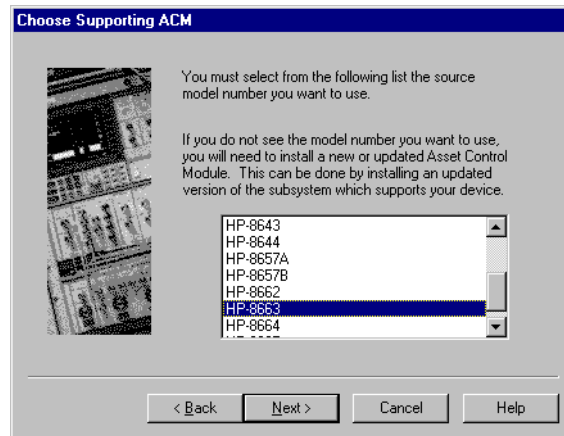 Choose Supporting ACM
You must select from the following list the source
model number you want to use.
If you do not see the model number you want to use,
you will need to install a new or updated Asset Control
Module. This can be done by installing an updated
version of the subsystem which supports your device.
HP-8643
HP-8644
HP-8657A
HP-8657B
HP-8662
HP-8663
HP-8664
< Back
Next >
Cancel
Help